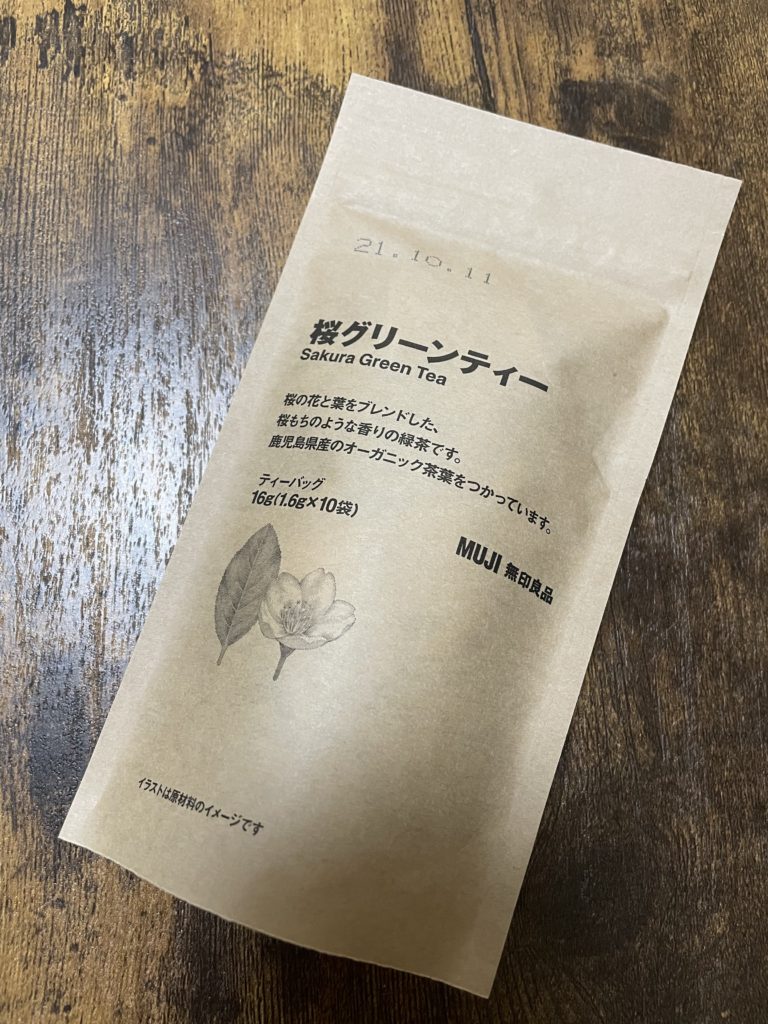 21.10.11
桜グリーンティー
Sakura Green Tea
桜の花と葉をブレンドした、
桜もちのような香りの緑茶です。
鹿児島県産のオーガニック茶葉をつかっています。
ティーバッグ
16g(1.6g×10袋)
MUJI 無印良品
イラストは原材料のイメージです